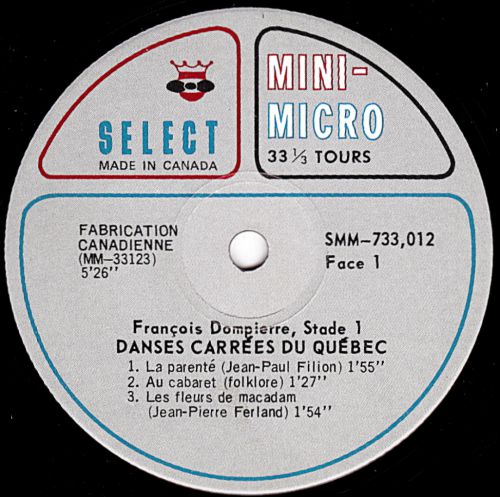 SELECT
MADE IN CANADA
MINI-
MICRO
33 1/3 TOURS
FABRICATION
CANADIENNE
(MM-33123)
5'26''
SMM-733,012
Face 1
François Dompierre, Stade 1
DANSES CARRÉES DU QUÉBEC
1. La parenté (Jean-Paul Filion) 1'55''
2. Au cabaret (folklore) 1'27''
3. Les fleurs de macadam
(Jean-Pierre Ferland) 1'54''